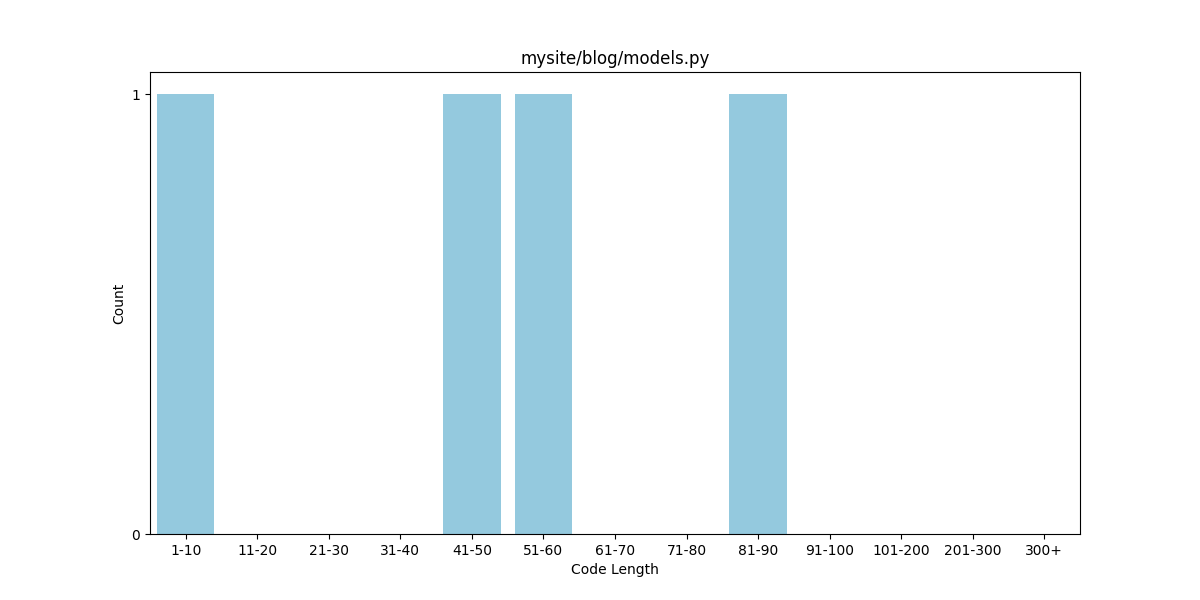 mysite/blog/models.py
1
Count
0
1-10 11-20 21-30 31-40 41-50 51-60 61-70 71-80 81-90 91-100 101-200 201-300 300+
Code Length